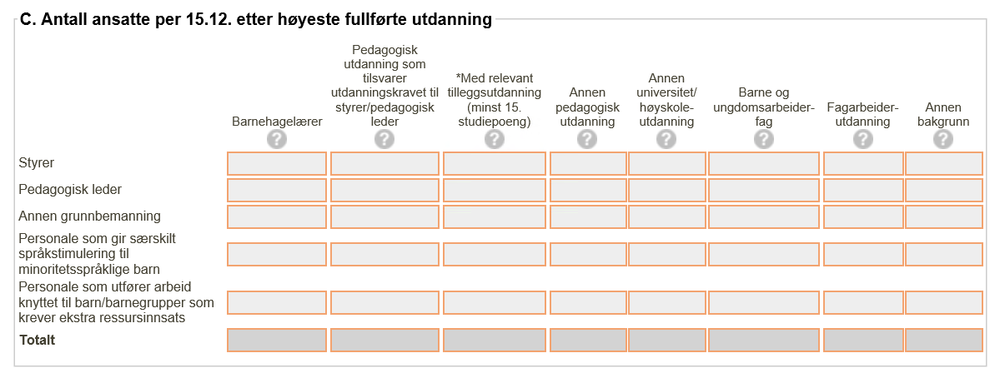 C. Antall ansatte per 15.12. etter høyeste fullførte utdanning
Barnehagelærer
Pedagogisk
utdanning som
tilsvarer
utdanningskravet til
styrer/pedagogisk
leder
*Med relevant
tilleggsutdanning
(minst 15.
studiepoeng)
Annen
pedagogisk
utdanning
Annen
universitet/
høyskole-
utdanning
Barne og
ungdomsarbeider-
fag
Fagarbeider-
utdanning
Annen
bakgrunn
?
?
?
?
?
?
?
?
Styrer
Pedagogisk leder
Annen grunnbemanning
Personale som gir særskilt
språkstimulering til
minoritetsspråklige barn
Personale som utfører arbeid
knyttet til barn/barnegrupper som
krever ekstra ressursinnsats
Totalt